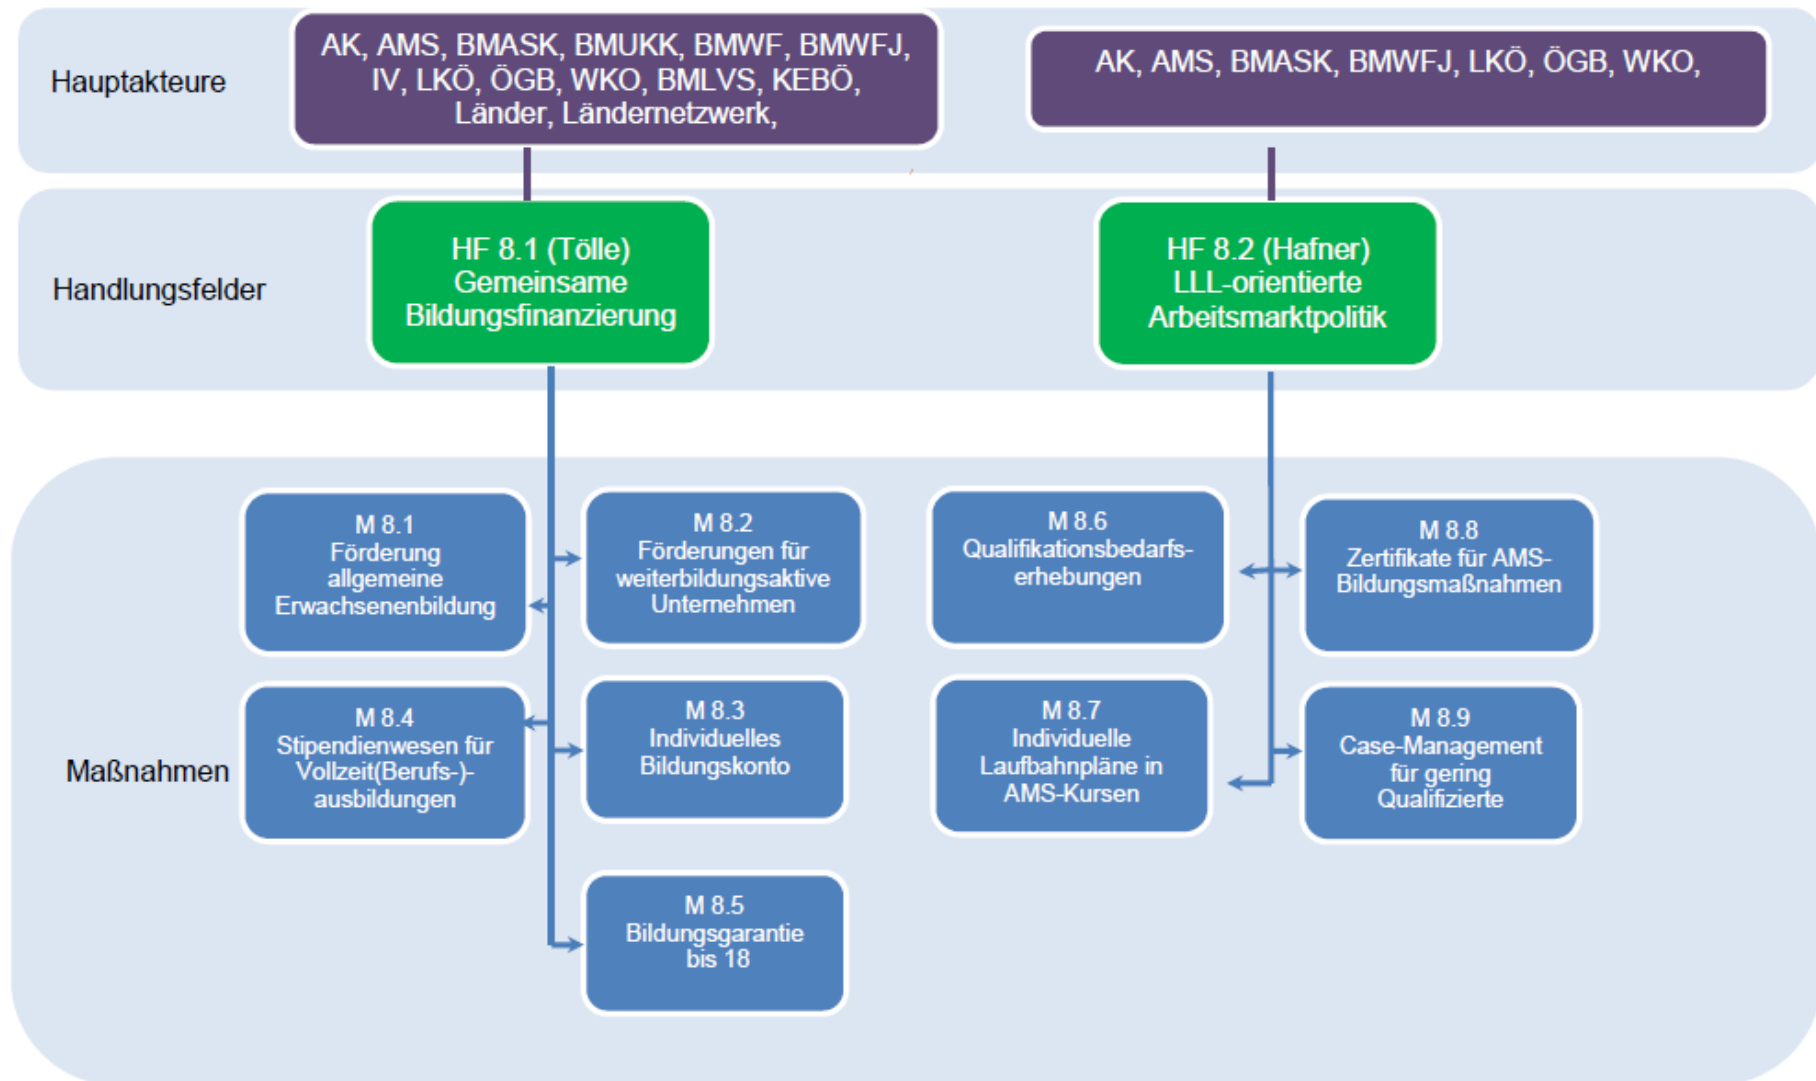 Hauptakteure
AK, AMS, BMASK, BMUKK, BMWF, BMWFJ,
IV, LKÖ, ÖGB, WKO, BMLVS, KEBÖ,
Länder, Ländernetzwerk,
AK, AMS, BMASK, BMWFJ, LKÖ, ÖGB, WKO,
Handlungsfelder
HF 8.1 (Tölle)
Gemeinsame
Bildungsfinanzierung
HF 8.2 (Hafner)
LLL-orientierte
Arbeitsmarktpolitik
Maßnahmen
M 8.1
Förderung
allgemeine
Erwachsenenbildung
M 8.2
Förderungen für
weiterbildungsaktive
Unternehmen
M 8.6
Qualifikationsbedarfs-
erhebungen
M 8.8
Zertifikate für AMS-
Bildungsmaßnahmen
M 8.4
Stipendienwesen für
Vollzeit(Berufs-)-
ausbildungen
M 8.3
Individuelles
Bildungskonto
M 8.7
Individuelle
Laufbahnpläne in
AMS-Kursen
M 8.9
Case-Management
für gering
Qualifizierte
M 8.5
Bildungsgarantie
bis 18